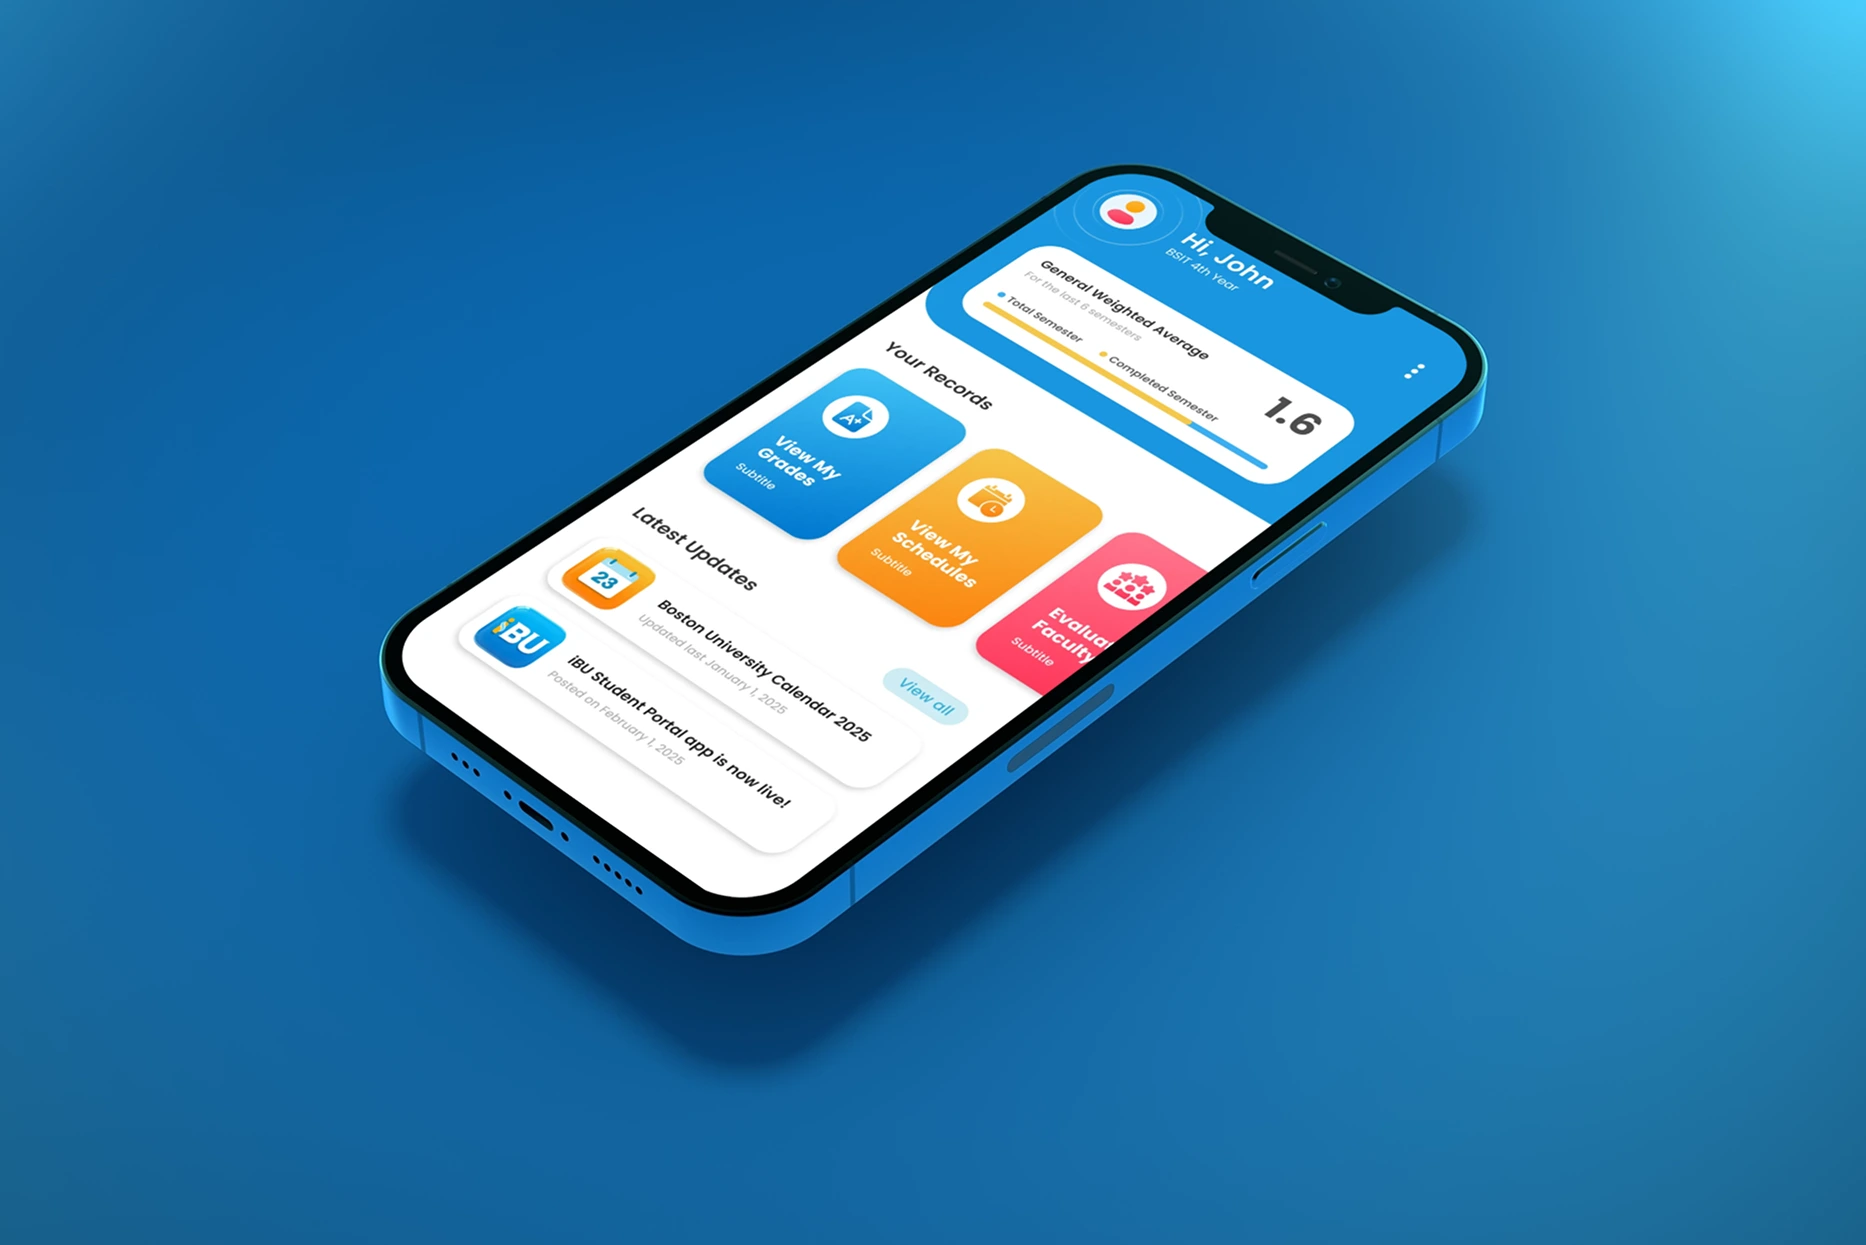 Hi, John
BSIT 4th Year
General Weighted Average
For the last 6 semesters
Total Semester
Completed Semester
1.6
Your Records
A+
View My
Grades
Subtitle
View My
Schedules
Subtitle
Evaluat
Faculty
Subtitle
Latest Updates
View all
23
Boston University Calendar 2025
Updated last January 1, 2025
iBU
iBU Student Portal app is now live!
Posted on February 1, 2025